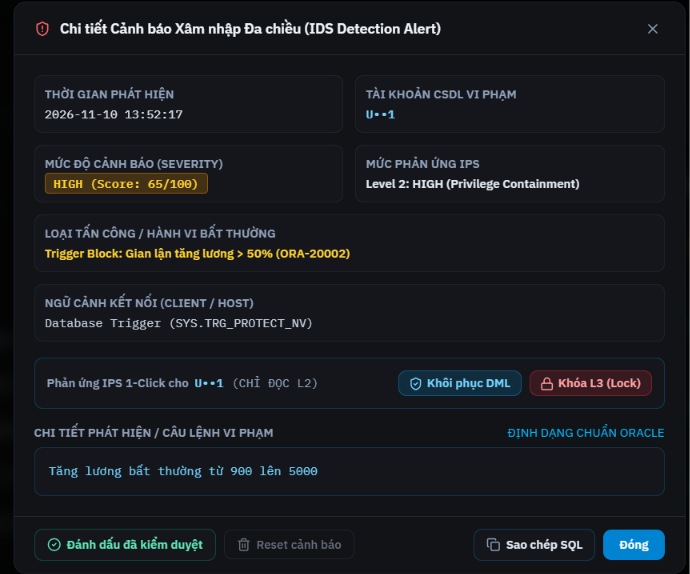 Chi tiết Cảnh báo Xâm nhập Đa chiều (IDS Detection Alert)
THỜI GIAN PHÁT HIỆN
2026-11-10 13:52:17
TÀI KHOẢN CSDL VI PHẠM
U••1
MỨC ĐỘ CẢNH BÁO (SEVERITY)
HIGH (Score: 65/100)
MỨC PHẢN ỨNG IPS
Level 2: HIGH (Privilege Containment)
LOẠI TẤN CÔNG / HÀNH VI BẤT THƯỜNG
Trigger Block: Gian lận tăng lương > 50% (ORA-20002)
NGỮ CẢNH KẾT NỐI (CLIENT / HOST)
Database Trigger (SYS.TRG_PROTECT_NV)
Phản ứng IPS 1-Click cho U••1 (CHỈ ĐỌC L2)
Khôi phục DML
Khóa L3 (Lock)
CHI TIẾT PHÁT HIỆN / CÂU LỆNH VI PHẠM
ĐỊNH DẠNG CHUẨN ORACLE
Tăng lương bất thường từ 900 lên 5000
Đánh dấu đã kiểm duyệt
Reset cảnh báo
Sao chép SQL
Đóng